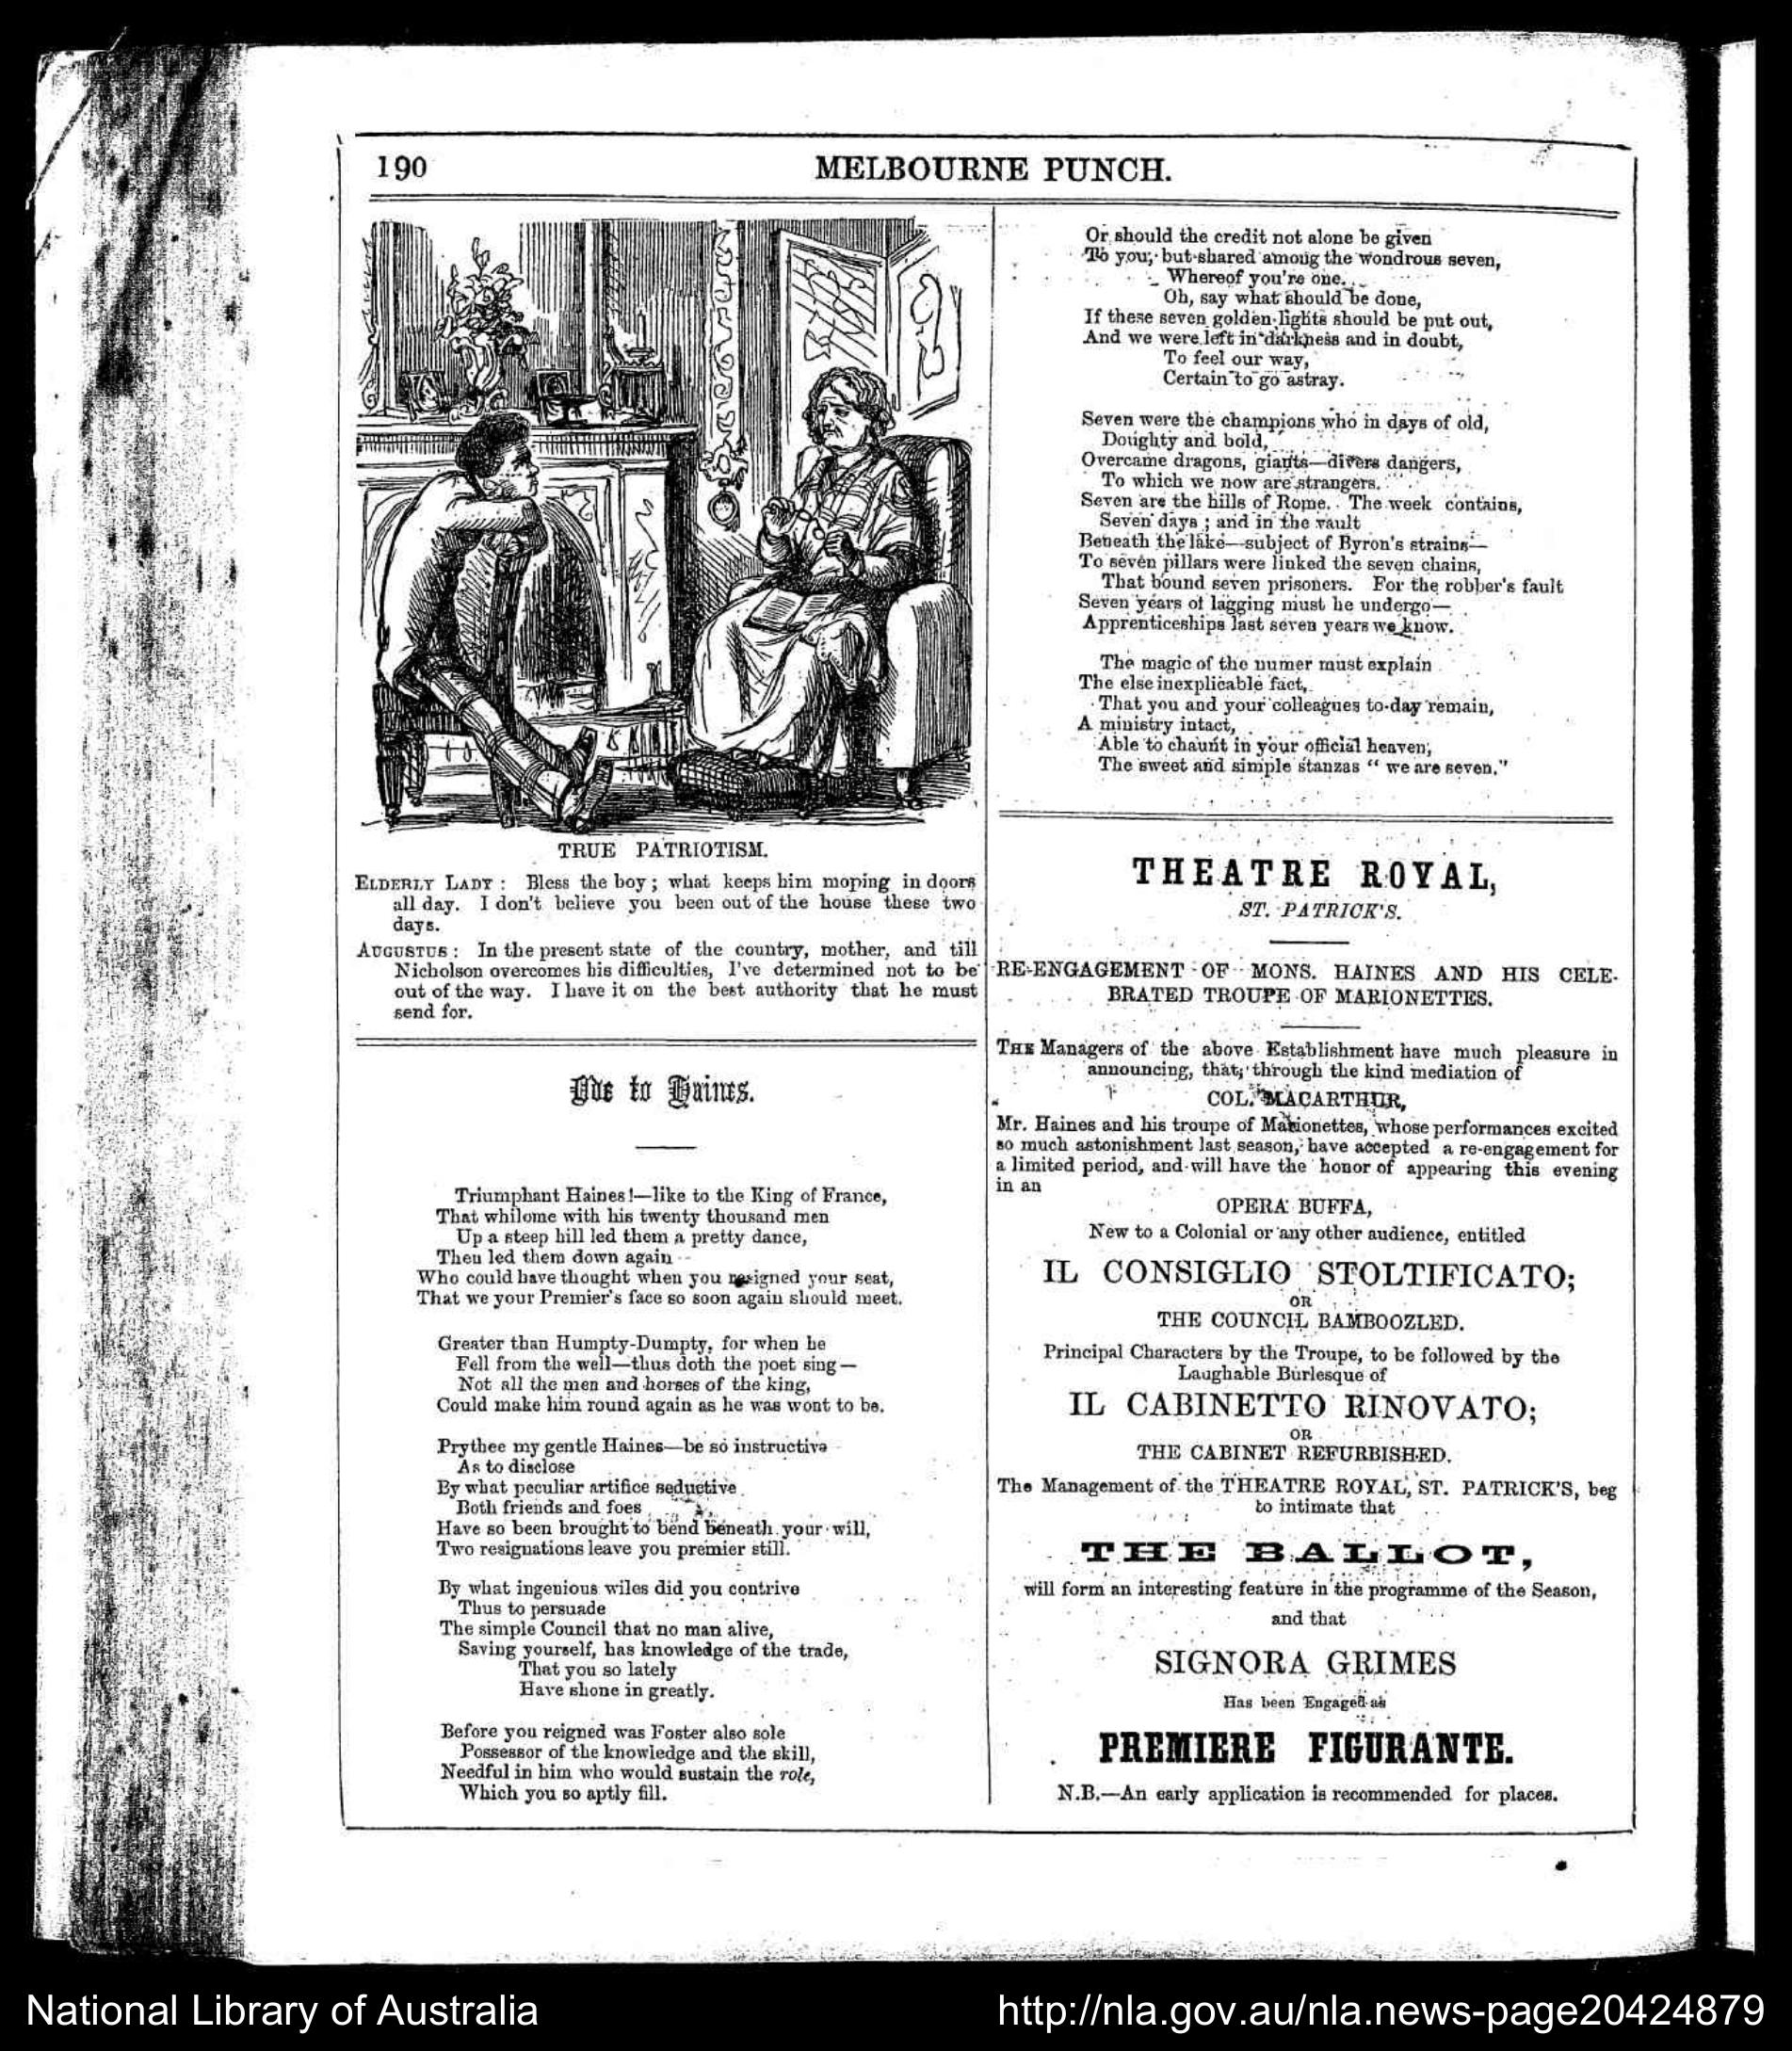 190
MELBOURNE PUNCH.
TRUE PATRIOTISM.
ELDERLY LADY : Bless the boy ; what keeps him moping in doors
all day. I don't believe you been out of the house these two
days.
AUGUSTUS : In the present state of the country, mother, and till
Nicholson overcomes his difficulties, I've determined not to be
out of the way. I have it on the best authority that he must
send for.
Ode to Haines.
Triumphant Haines!—like to the King of France,
That whilome with his twenty thousand men
Up a steep hill led them a pretty dance,
Then led them down again
Who could have thought when you resigned your seat,
That we your Premier's face so soon again should meet.
Greater than Humpty-Dumpty, for when he
Fell from the well—thus doth the poet sing—
Not all the men and horses of the king,
Could make him round again as he was wont to be.
Prythee my gentle Haines—be so instructive
As to disclose
By what peculiar artifice seductive
Both friends and foes
Have so been brought to bend beneath your will,
Two resignations leave you premier still.
By what ingenious wiles did you contrive
Thus to persuade
The simple Council that no man alive,
Saving yourself, has knowledge of the trade,
That you so lately
Have shone in greatly.
Before you reigned was Foster also sole
Possessor of the knowledge and the skill,
Needful in him who would sustain the role,
Which you so aptly fill.
Or should the credit not alone be given
To you; but shared among the wondrous seven,
Whereof you're one.
Oh, say what should be done,
If these seven golden lights should be put out,
And we were left in darkness and in doubt,
To feel our way,
Certain to go astray.
Seven were the champions who in days of old,
Doughty and bold,
Overcame dragons, giants—divers dangers,
To which we now are strangers.
Seven are the hills of Rome. The week contains,
Seven days ; and in the vault
Beneath the lake—subject of Byron's strains—
To seven pillars were linked the seven chains,
That bound seven prisoners. For the robber's fault
Seven years of lagging must he undergo—
Apprenticeships last seven years we know.
The magic of the numer must explain
The else inexplicable fact,
That you and your colleagues to-day remain,
A ministry intact,
Able to chaunt in your official heaven,
The sweet and simple stanzas "we are seven."
THEATRE ROYAL,
ST. PATRICK'S.
RE-ENGAGEMENT OF MONS. HAINES AND HIS CELE-
BRATED TROUPE OF MARIONETTES.
THE Managers of the above Establishment have much pleasure in
announcing, that, through the kind mediation of
COL. MACARTHUR,
Mr. Haines and his troupe of Marionettes, whose performances excited
so much astonishment last season, have accepted a re-engagement for
a limited period, and will have the honor of appearing this evening
in an
OPERA BUFFA,
New to a Colonial or any other audience, entitled
IL CONSIGLIO STOLTIFICATO;
OR
THE COUNCIL BAMBOOZLED.
Principal Characters by the Troupe, to be followed by the
Laughable Burlesque of
IL CABINETTO RINOVATO;
OR
THE CABINET REFURBISHED.
The Management of the THEATRE ROYAL, ST. PATRICK'S, beg
to intimate that
THE BALLOT,
will form an interesting feature in the programme of the Season,
and that
SIGNORA GRIMES
Has been Engaged as
PREMIERE FIGURANTE.
N.B.—An early application is recommended for places.
National Library of Australia
http://nla.gov.au/nla.news-page20424879